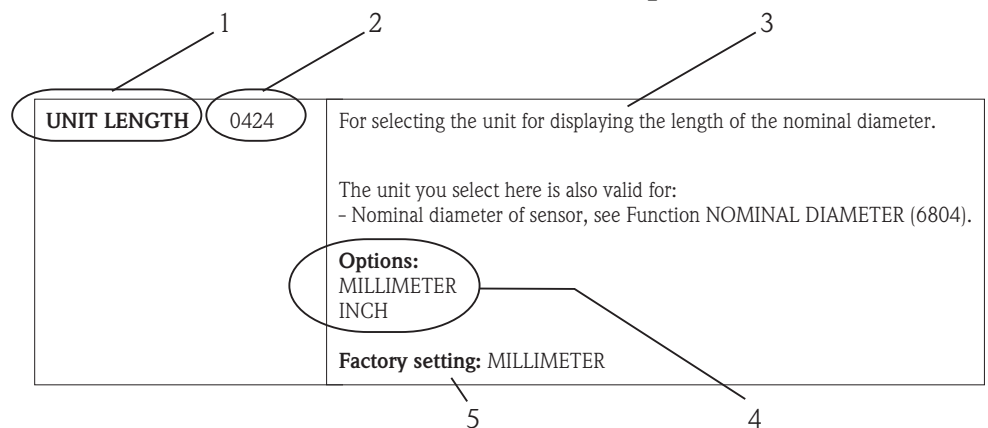 1 2 3
UNIT LENGTH 0424 For selecting the unit for displaying the length of the nominal diameter.
The unit you select here is also valid for:
- Nominal diameter of sensor, see Function NOMINAL DIAMETER (6804).
Options:
MILLIMETER
INCH
Factory setting: MILLIMETER
5 4